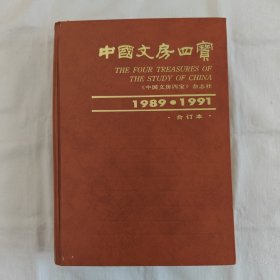 中國文房四寳
THE FOUR TREASURES OF
THE STUDY OF CHINA
《中国文房四宝》杂志社
1989•1991
·合订本·